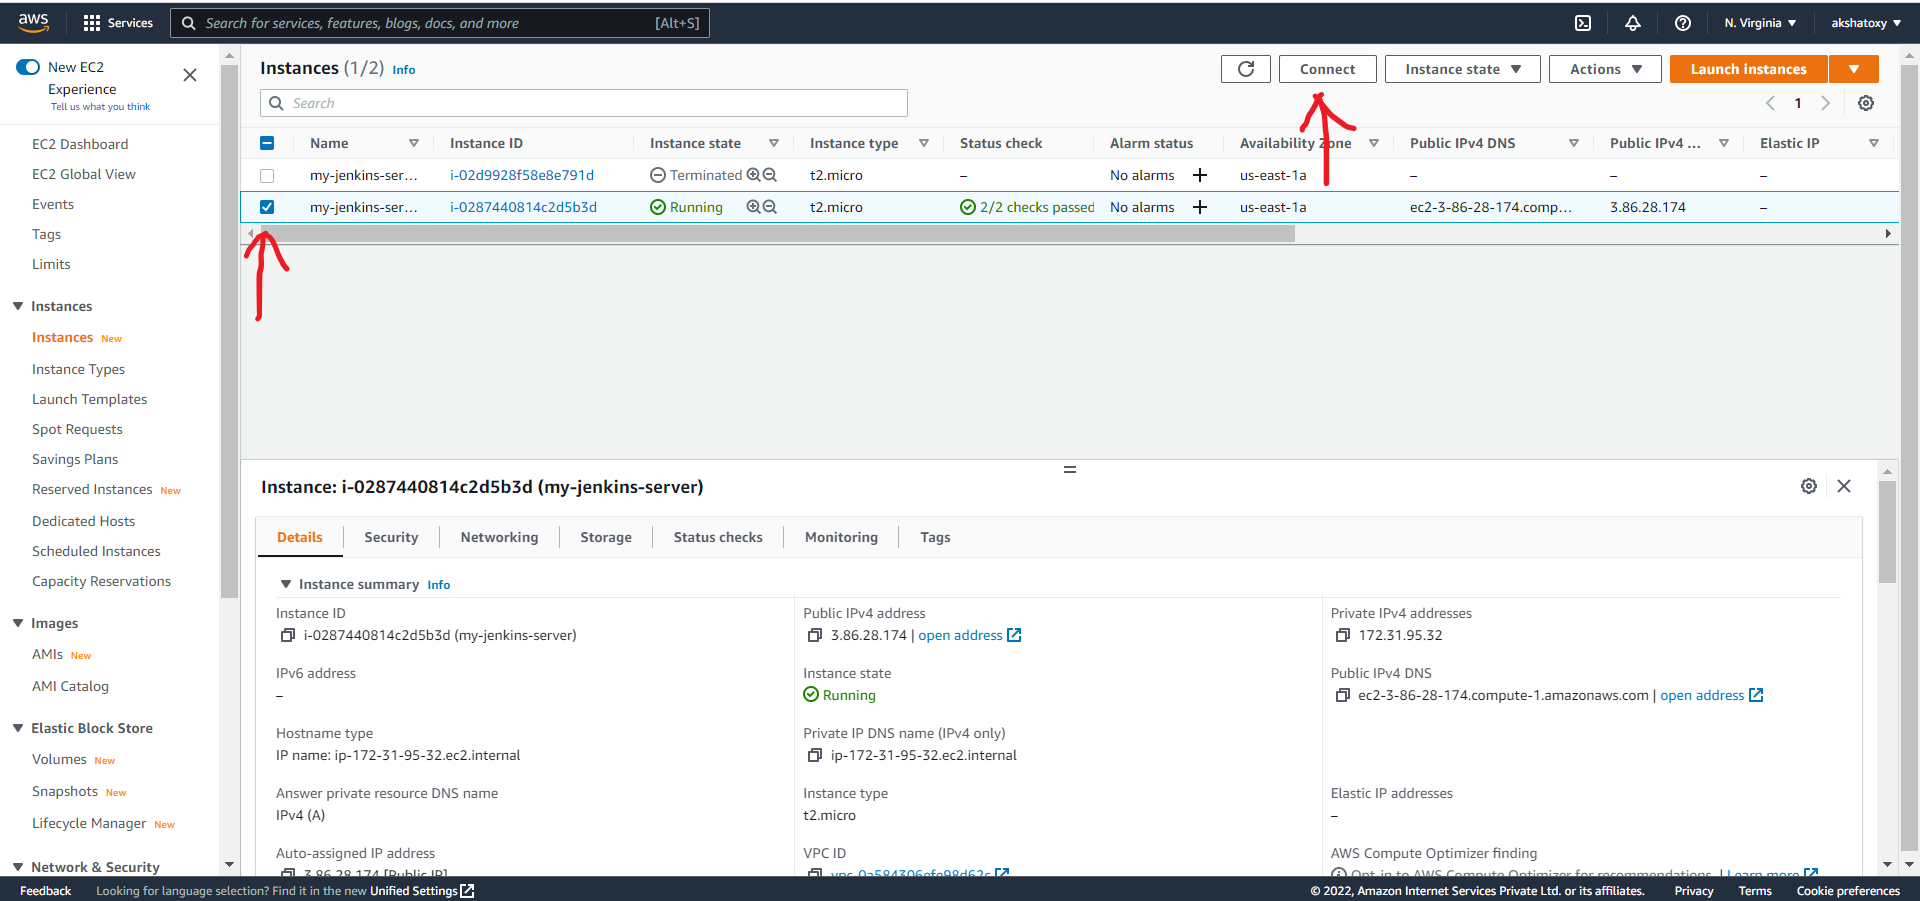 aws Services Search for services, features, blogs, docs, and more [Alt+S] N. Virginia akshatoxy
New EC2
Experience
Tell us what you think
EC2 Dashboard
EC2 Global View
Events
Tags
Limits
Instances
Instances New
Instance Types
Launch Templates
Spot Requests
Savings Plans
Reserved Instances New
Dedicated Hosts
Scheduled Instances
Capacity Reservations
Images
AMIs New
AMI Catalog
Elastic Block Store
Volumes New
Snapshots New
Lifecycle Manager New
Network & Security
Instances (1/2) Info Connect Instance state Actions Launch instances
Search 1
Name Instance ID Instance state Instance type Status check Alarm status Availability Zone Public IPv4 DNS Public IPv4 ... Elastic IP
my-jenkins-ser... i-02d9928f58e8e791d Terminated t2.micro – No alarms + us-east-1a – – –
my-jenkins-ser... i-0287440814c2d5b3d Running t2.micro 2/2 checks passed No alarms + us-east-1a ec2-3-86-28-174.comp... 3.86.28.174 –
Instance: i-0287440814c2d5b3d (my-jenkins-server)
Details Security Networking Storage Status checks Monitoring Tags
Instance summary Info
Instance ID Public IPv4 address Private IPv4 addresses
i-0287440814c2d5b3d (my-jenkins-server) 3.86.28.174 | open address 172.31.95.32
IPv6 address Instance state Public IPv4 DNS
– Running ec2-3-86-28-174.compute-1.amazonaws.com | open address
Hostname type Private IP DNS name (IPv4 only)
IP name: ip-172-31-95-32.ec2.internal ip-172-31-95-32.ec2.internal
Answer private resource DNS name Instance type Elastic IP addresses
IPv4 (A) t2.micro –
Auto-assigned IP address VPC ID AWS Compute Optimizer finding
3.86.28.174 [Public IP] vpc-0a584306efe98d62c Opt-in to AWS Compute Optimizer for recommendations. | Learn more
Feedback Looking for language selection? Find it in the new Unified Settings © 2022, Amazon Internet Services Private Ltd. or its affiliates. Privacy Terms Cookie preferences